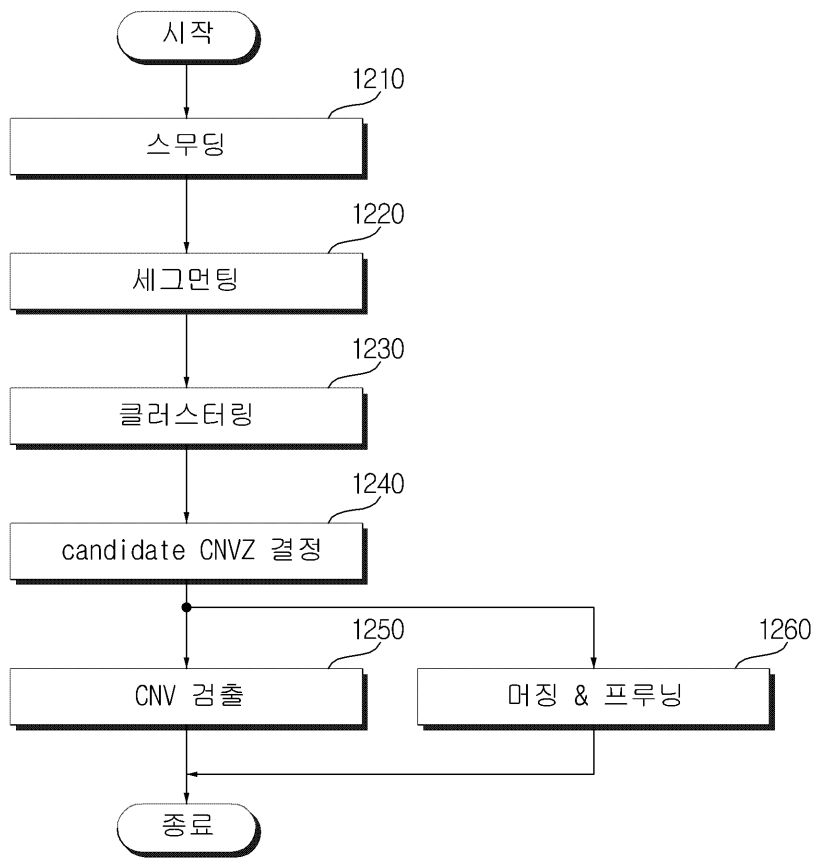 시작
1210
스무딩
1220
세그먼팅
1230
클러스터링
1240
candidate CNVZ 결정
1250
CNV 검출
1260
머징 & 프루닝
종료